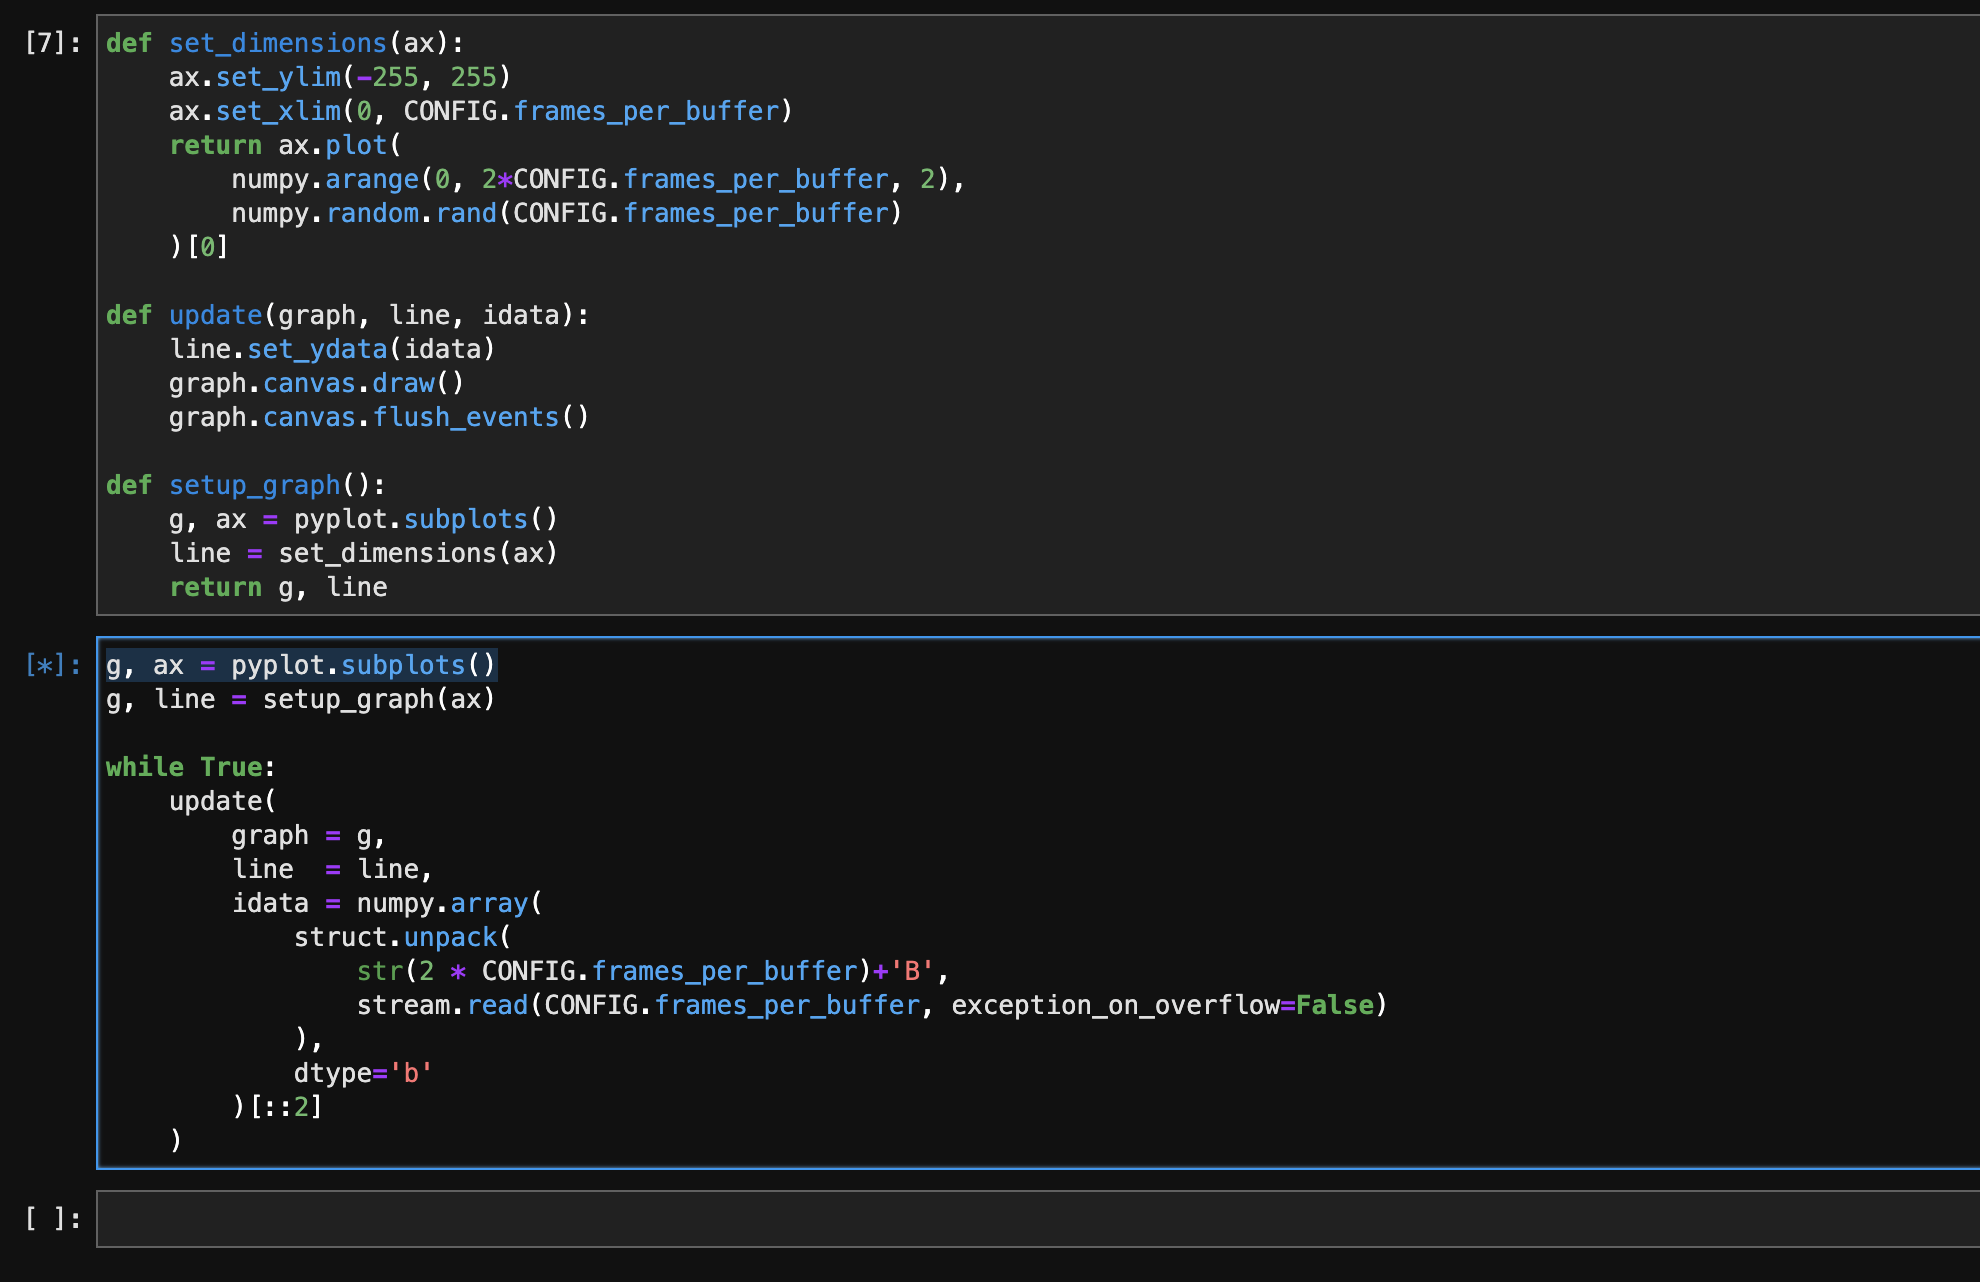 [7]:
def set_dimensions(ax):
    ax.set_ylim(-255, 255)
    ax.set_xlim(0, CONFIG.frames_per_buffer)
    return ax.plot(
        numpy.arange(0, 2*CONFIG.frames_per_buffer, 2),
        numpy.random.rand(CONFIG.frames_per_buffer)
    )[0]

def update(graph, line, idata):
    line.set_ydata(idata)
    graph.canvas.draw()
    graph.canvas.flush_events()

def setup_graph():
    g, ax = pyplot.subplots()
    line = set_dimensions(ax)
    return g, line
[*]:
g, ax = pyplot.subplots()
g, line = setup_graph(ax)

while True:
    update(
        graph = g,
        line  = line,
        idata = numpy.array(
            struct.unpack(
                str(2 * CONFIG.frames_per_buffer)+'B',
                stream.read(CONFIG.frames_per_buffer, exception_on_overflow=False)
            ),
            dtype='b'
        )[::2]
    )
[ ]: